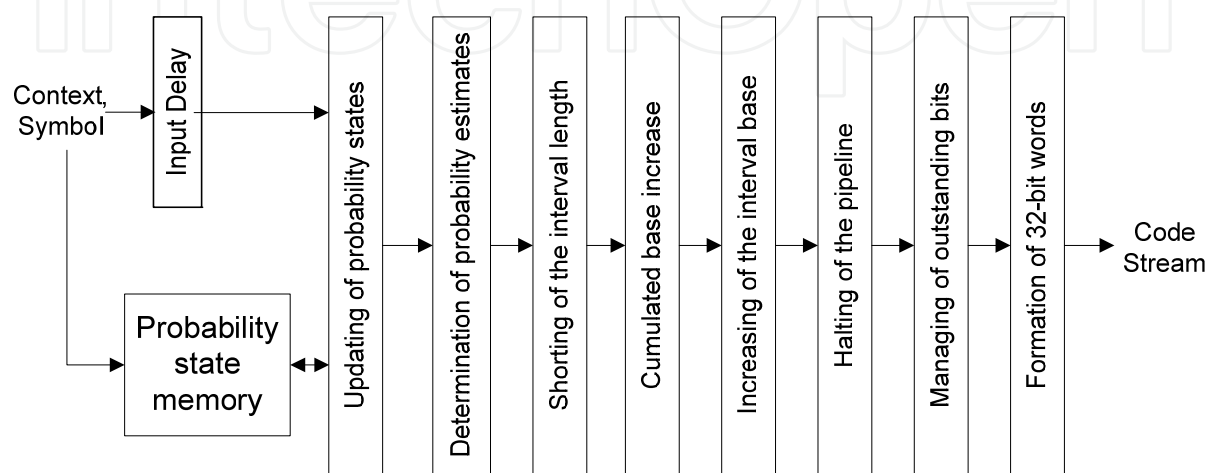 intechopen
Context,
Symbol
Input Delay
Probability
state
memory
Updating of probability states
Determination of probability estimates
Shorting of the interval length
Cumulated base increase
Increasing of the interval base
Halting of the pipeline
Managing of outstanding bits
Formation of 32-bit words
Code
Stream